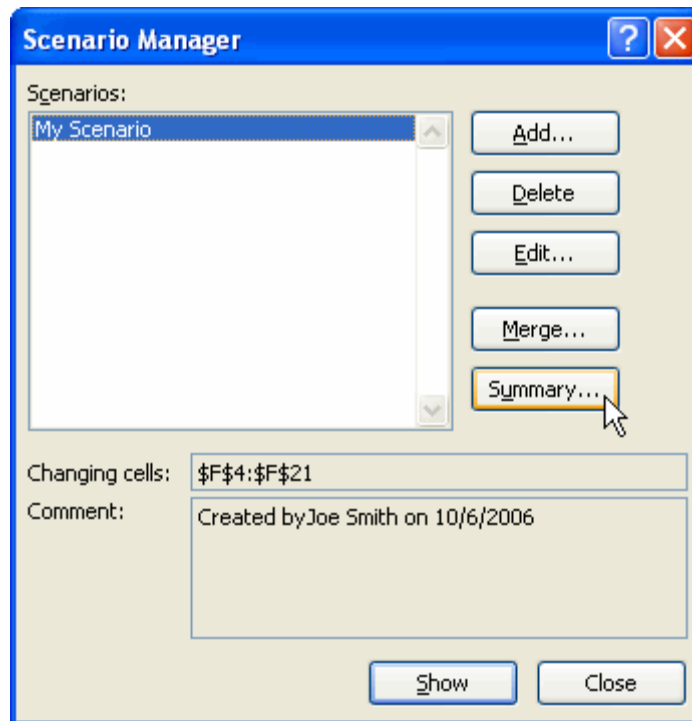 Scenario Manager
Scenarios:
My Scenario
Add...
Delete
Edit...
Merge...
Summary...
Changing cells: $F$4:$F$21
Comment: Created byJoe Smith on 10/6/2006
Show Close